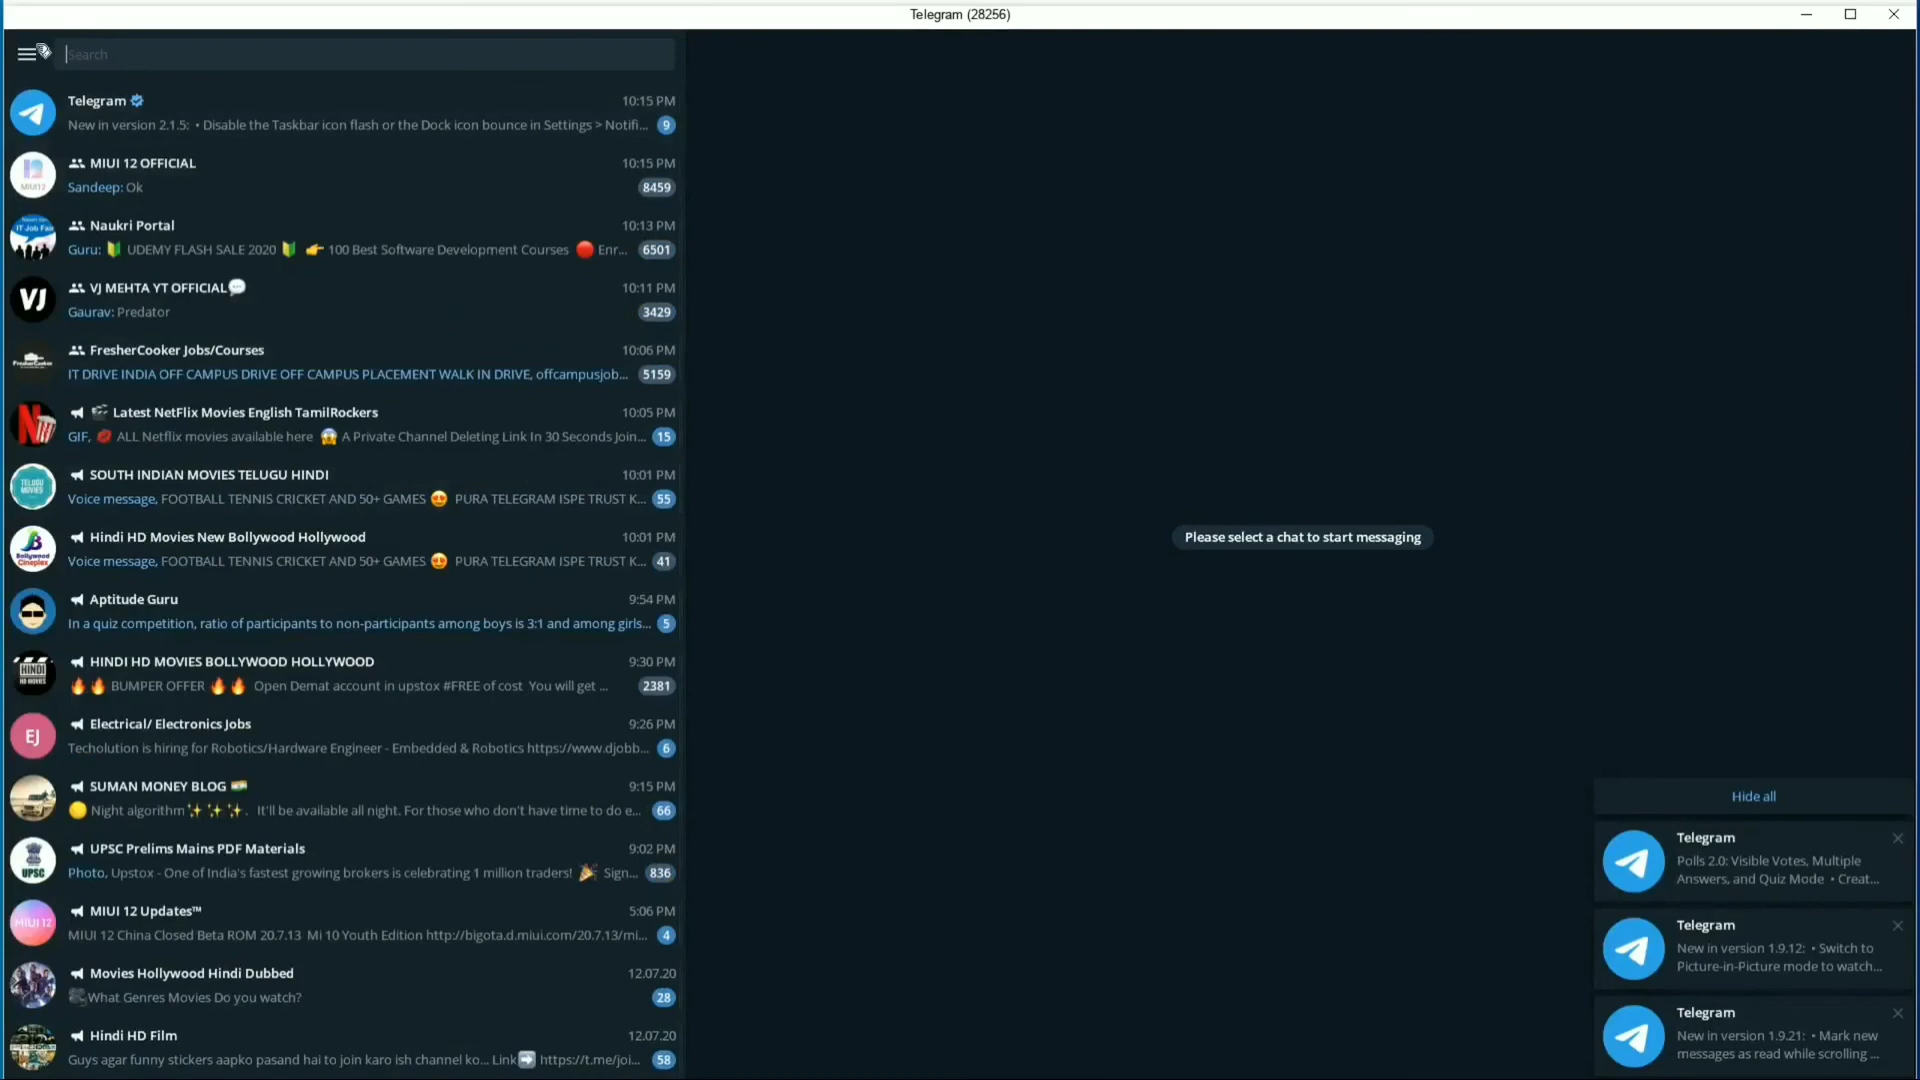 Telegram (28256)
Search
Telegram 10:15 PM
New in version 2.1.5: • Disable the Taskbar icon flash or the Dock icon bounce in Settings > Notifi... 9
MIUI 12 OFFICIAL 10:15 PM
MIUI12
Sandeep: Ok 8459
Naukri Portal 10:13 PM
IT Job Fair
Guru: 🔰 UDEMY FLASH SALE 2020 🔰 👉 100 Best Software Development Courses 🔴 Enr... 6501
VJ MEHTA YT OFFICIAL💬 10:11 PM
VJ
Gaurav: Predator 3429
FresherCooker Jobs/Courses 10:06 PM
FresherCooker
IT DRIVE INDIA OFF CAMPUS DRIVE OFF CAMPUS PLACEMENT WALK IN DRIVE, offcampusjob... 5159
Latest NetFlix Movies English TamilRockers 10:05 PM
GIF, 💋 ALL Netflix movies available here 😱 A Private Channel Deleting Link In 30 Seconds Join... 15
SOUTH INDIAN MOVIES TELUGU HINDI 10:01 PM
TELUGU MOVIES
Voice message, FOOTBALL TENNIS CRICKET AND 50+ GAMES 😍 PURA TELEGRAM ISPE TRUST K... 55
Hindi HD Movies New Bollywood Hollywood 10:01 PM
Bollywood Cineplex
Voice message, FOOTBALL TENNIS CRICKET AND 50+ GAMES 😍 PURA TELEGRAM ISPE TRUST K... 41
Aptitude Guru 9:54 PM
In a quiz competition, ratio of participants to non-participants among boys is 3:1 and among girls... 5
HINDI HD MOVIES BOLLYWOOD HOLLYWOOD 9:30 PM
HINDI HD MOVIES
🔥🔥 BUMPER OFFER 🔥🔥 Open Demat account in upstox #FREE of cost You will get ... 2381
Electrical/ Electronics Jobs 9:26 PM
EJ
Techolution is hiring for Robotics/Hardware Engineer - Embedded & Robotics https://www.djobb... 6
SUMAN MONEY BLOG 🇮🇳 9:15 PM
🟡 Night algorithm✨✨✨. It'll be available all night. For those who don't have time to do e... 66
UPSC Prelims Mains PDF Materials 9:02 PM
UPSC
Photo, Upstox - One of India's fastest growing brokers is celebrating 1 million traders! 🎉 Sign... 836
MIUI 12 Updates™ 5:06 PM
MIUI 12
MIUI 12 China Closed Beta ROM 20.7.13 Mi 10 Youth Edition http://bigota.d.miui.com/20.7.13/mi... 4
Movies Hollywood Hindi Dubbed 12.07.20
🎥What Genres Movies Do you watch? 28
Hindi HD Film 12.07.20
Guys agar funny stickers aapko pasand hai to join karo ish channel ko... Link➡️ https://t.me/joi... 58
Please select a chat to start messaging
Hide all
Telegram
Polls 2.0: Visible Votes, Multiple
Answers, and Quiz Mode • Creat...
Telegram
New in version 1.9.12: • Switch to
Picture-in-Picture mode to watch...
Telegram
New in version 1.9.21: • Mark new
messages as read while scrolling ...